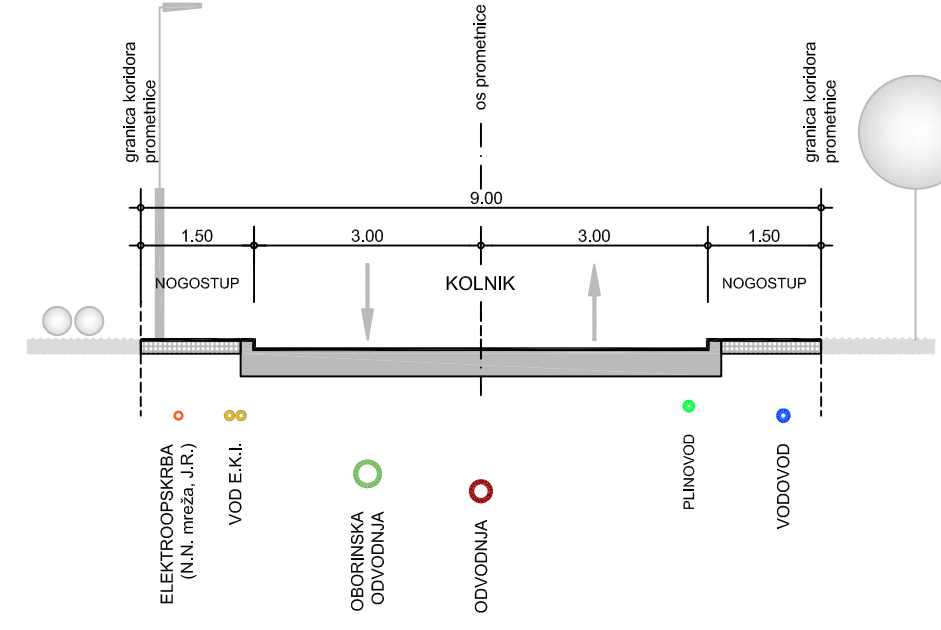 granica koridora
prometnice
os prometnice
granica koridora
prometnice
9.00
1.50
3.00
3.00
1.50
NOGOSTUP
KOLNIK
NOGOSTUP
ELEKTROOPSKRBA
(N.N. mreža, J.R.)
VOD E.K.I.
OBORINSKA
ODVODNJA
ODVODNJA
PLINOVOD
VODOVOD